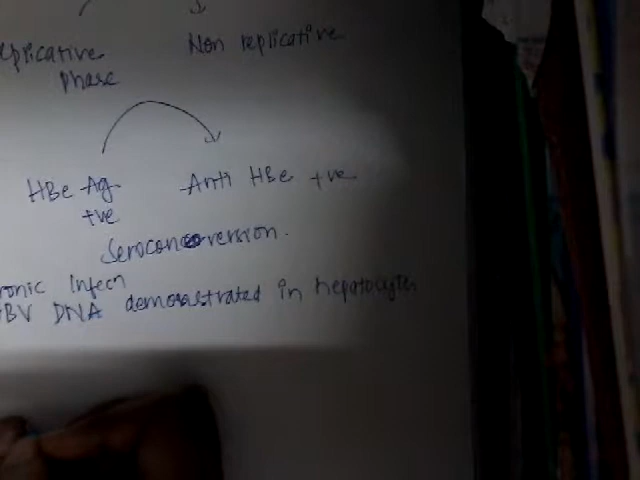 eplicative Non replicative
phase
HBe Ag Anti HBe +ve
+ve
Seroconversion.
ronic Infecn
BV DNA demonstrated in hepatocytes